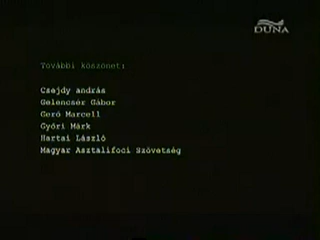 DUNA
További köszönet:
Csejdy andrás
Gelencsér Gábor
Gerő Marcell
Győri Márk
Hartai László
Magyar Asztalifoci Szövetség